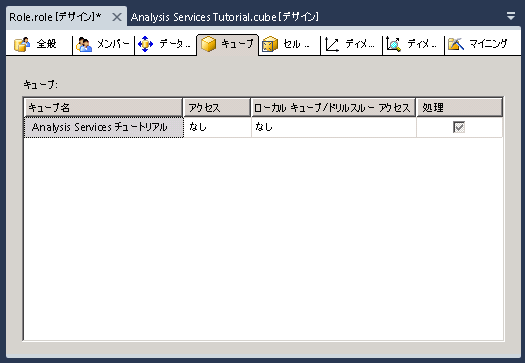 Role.role [デザイン]* Analysis Services Tutorial.cube [デザイン]
全般 メンバー データ... キューブ セル ... ディメ... ディメ... マイニング
キューブ:
キューブ名 アクセス ローカル キューブ/ドリルスルー アクセス 処理
Analysis Services チュートリアル なし なし